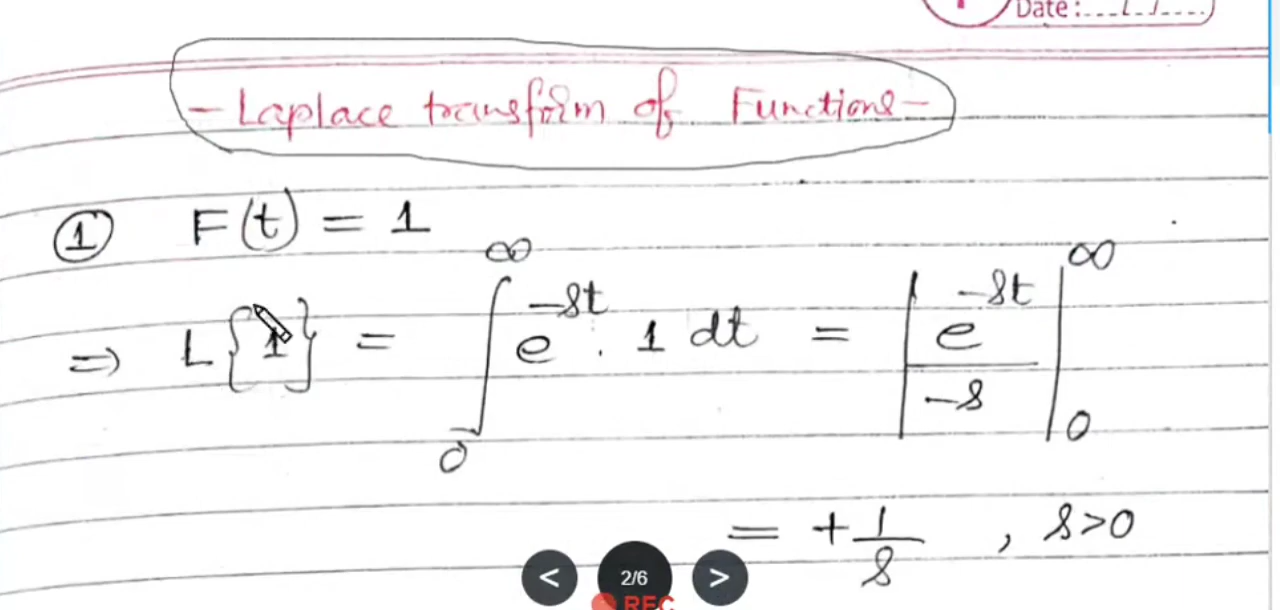 Date :.../.../......
- Laplace transform of Functions -
① F(t) = 1
=> L{1} = ∫₀^∞ e^{-st} . 1 dt = | e^{-st} / -s |₀^∞
= + 1/s , s>0
< 2/6 >
REC